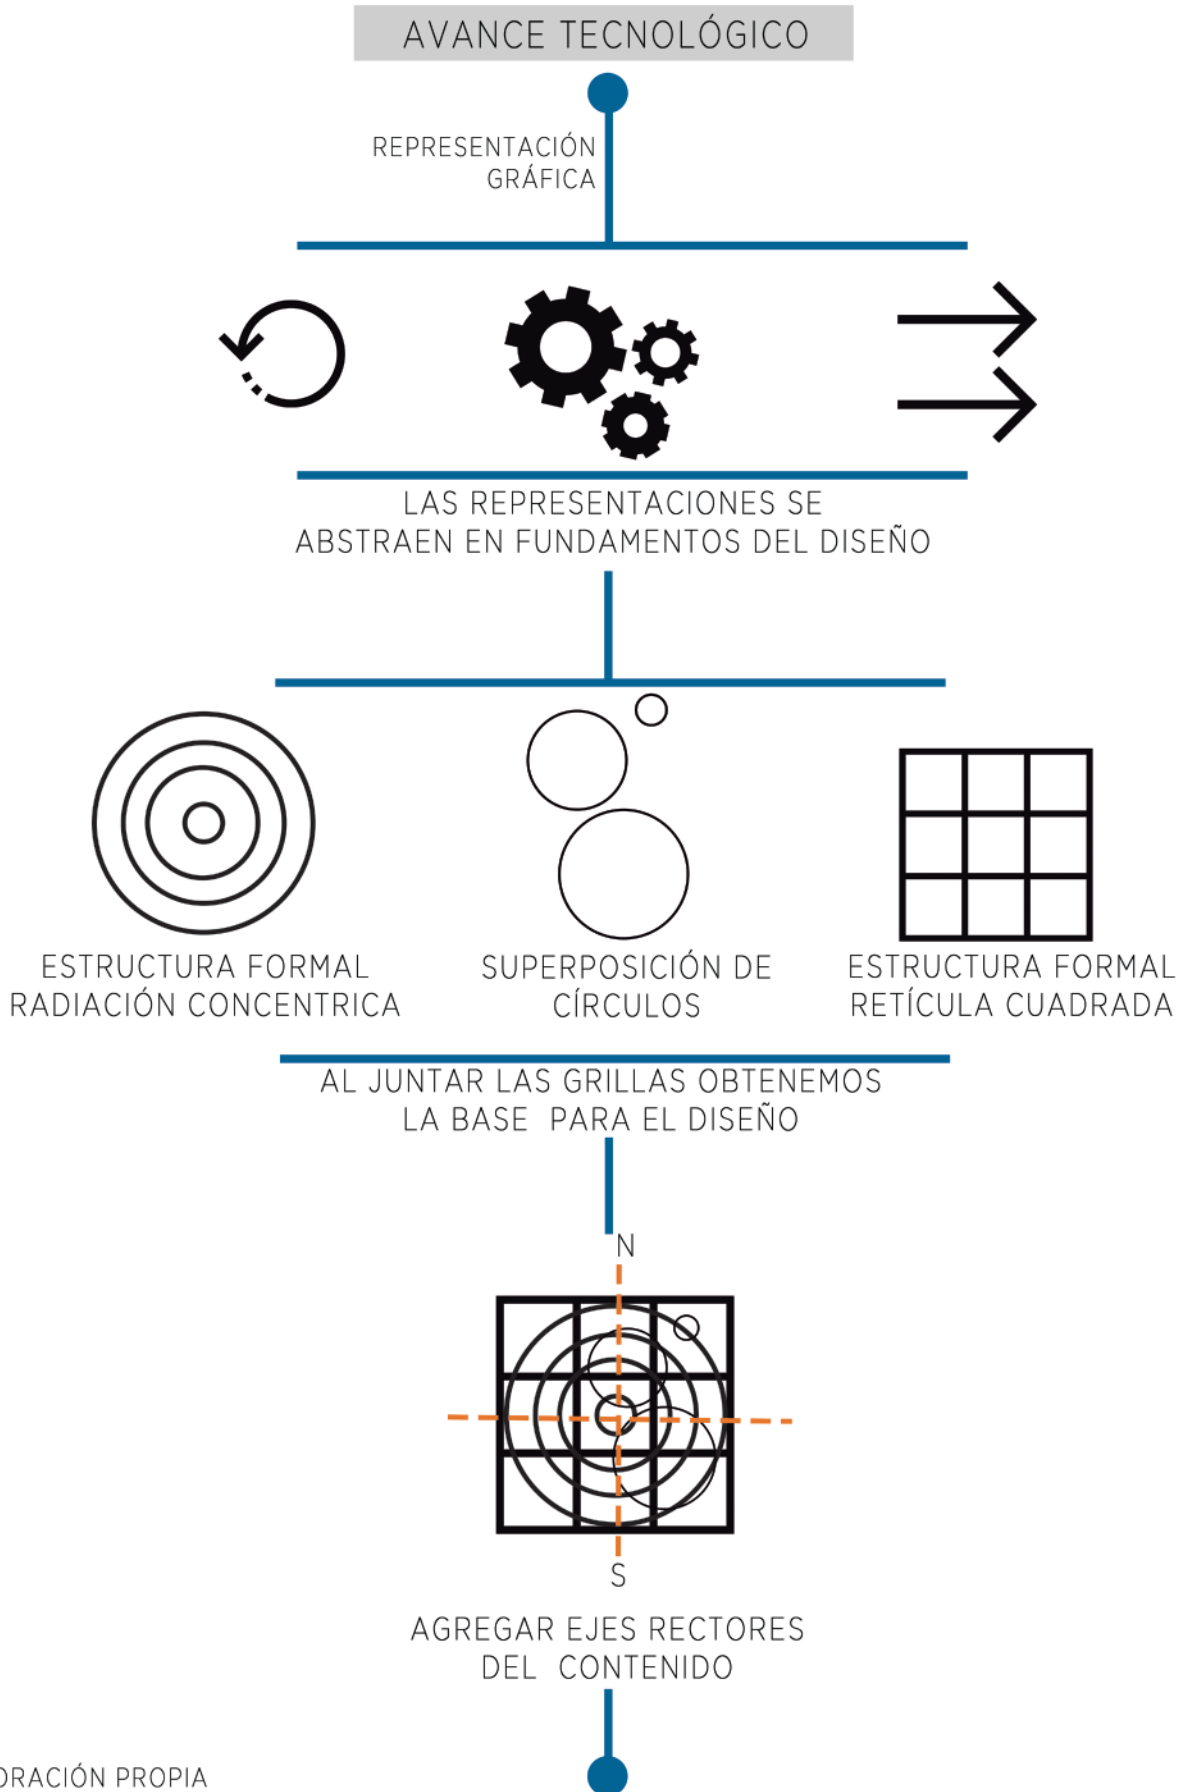 AVANCE TECNOLÓGICO
REPRESENTACIÓN
GRÁFICA
LAS REPRESENTACIONES SE
ABSTRAEN EN FUNDAMENTOS DEL DISEÑO
ESTRUCTURA FORMAL
RADIACIÓN CONCENTRICA
SUPERPOSICIÓN DE
CÍRCULOS
ESTRUCTURA FORMAL
RETÍCULA CUADRADA
AL JUNTAR LAS GRILLAS OBTENEMOS
LA BASE PARA EL DISEÑO
N
S
AGREGAR EJES RECTORES
DEL CONTENIDO
PROPIA